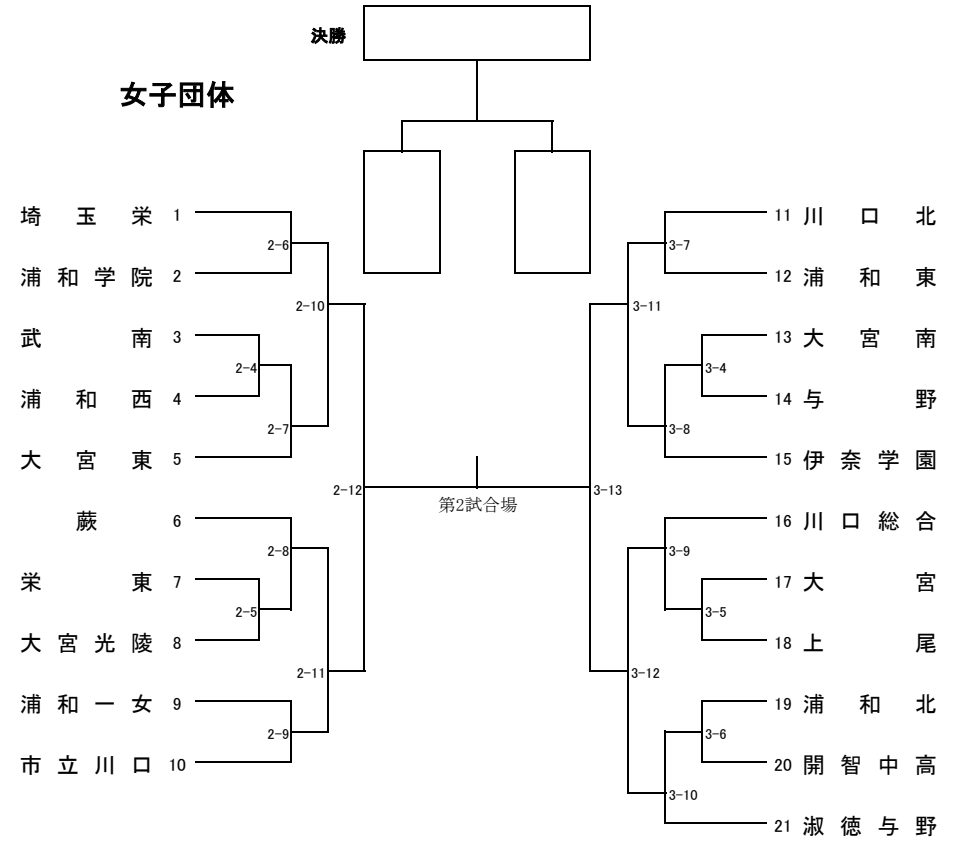 決勝
女子団体
埼玉栄 1
2-6
浦和学院 2
2-10
武南 3
2-4
浦和西 4
2-7
大宮東 5
2-12
蕨 6
2-8
栄東 7
2-5
大宮光陵 8
2-11
浦和一女 9
2-9
市立川口 10
第2試合場
11 川口北
3-7
12 浦和東
3-11
13 大宮南
3-4
14 与野
3-8
15 伊奈学園
3-13
16 川口総合
3-9
17 大宮
3-5
18 上尾
3-12
19 浦和北
3-6
20 開智中高
3-10
21 淑徳与野